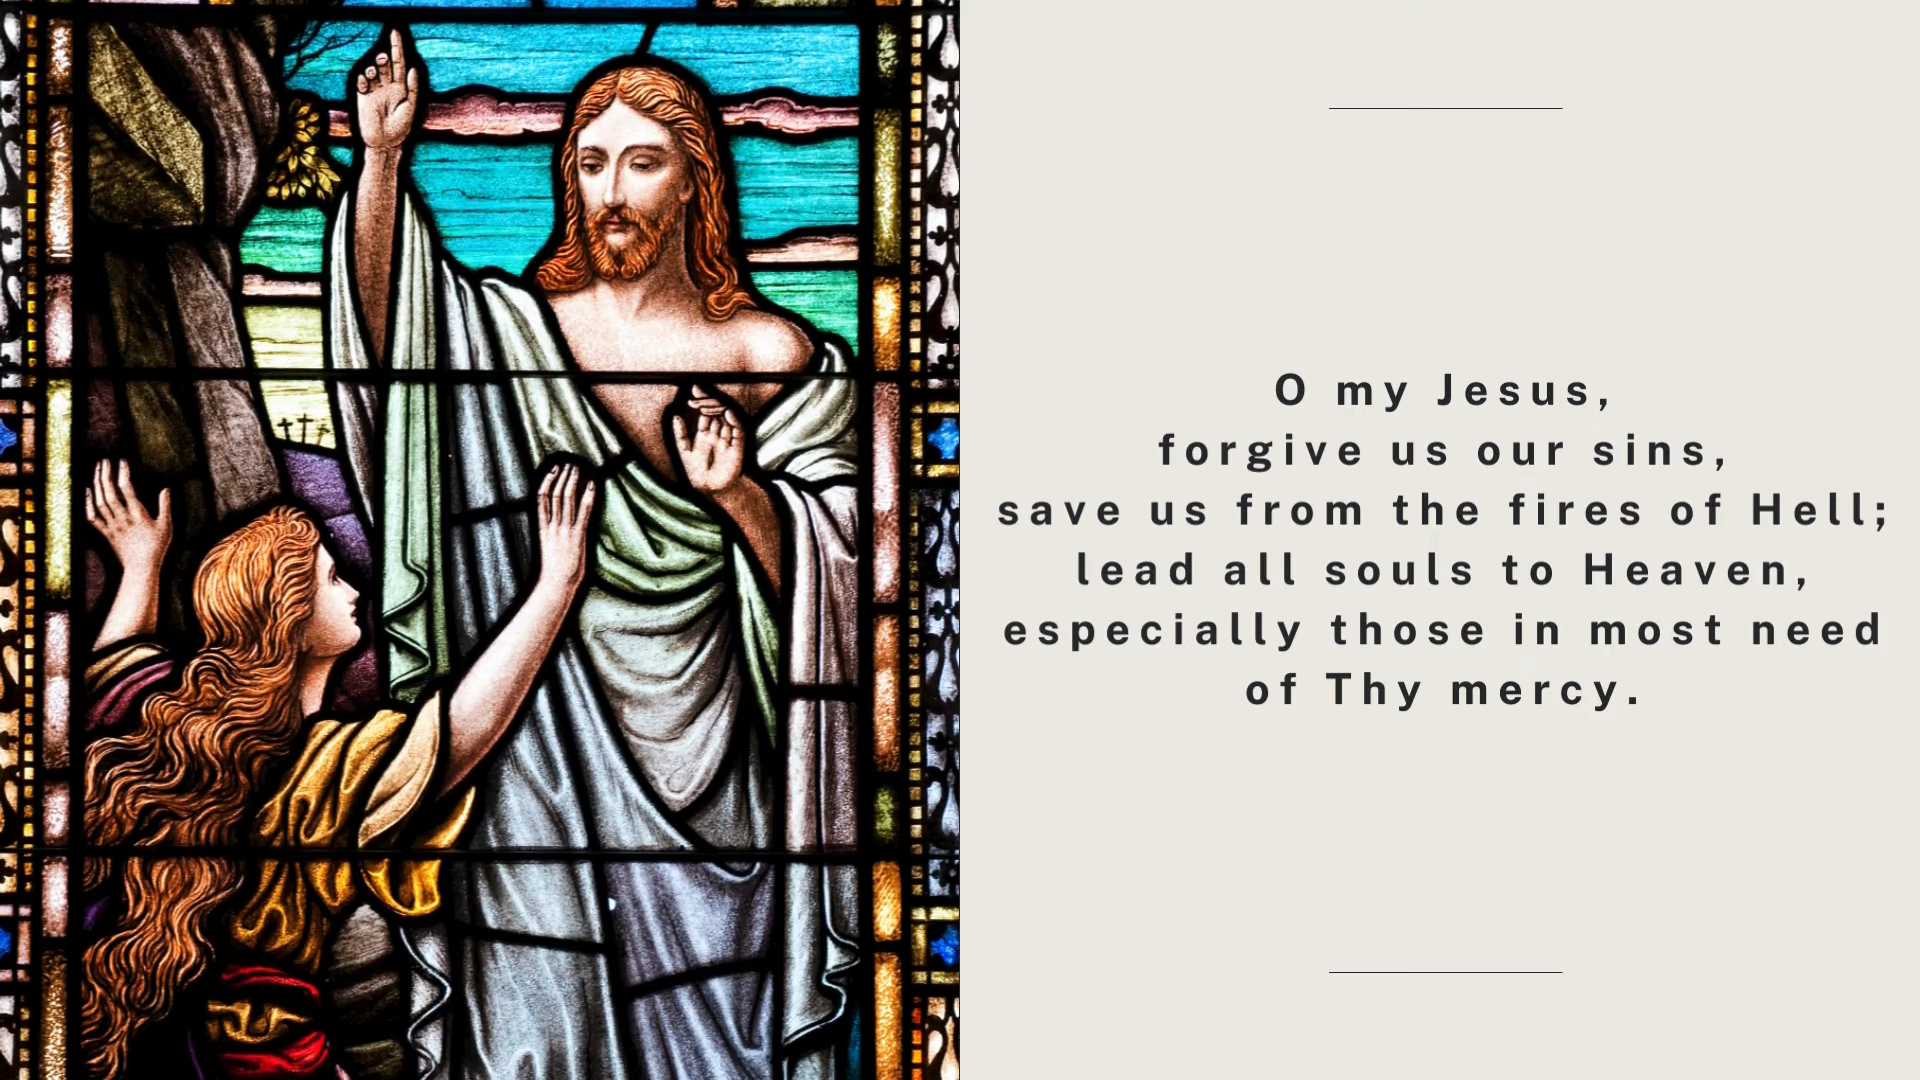 O my Jesus,
forgive us our sins,
save us from the fires of Hell;
lead all souls to Heaven,
especially those in most need
of Thy mercy.